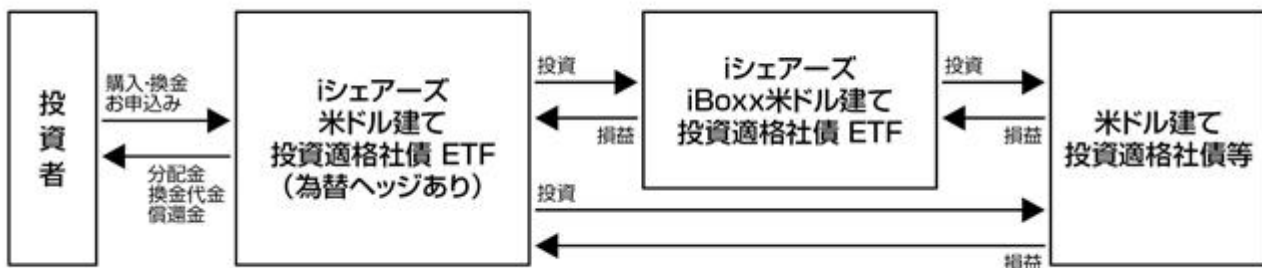 投資者
購入・換金
お申込み
分配金
換金代金
償還金
iシェアーズ
米ドル建て
投資適格社債 ETF
(為替ヘッジあり)
投資
損益
iシェアーズ
iBoxx米ドル建て
投資適格社債 ETF
投資
損益
投資
損益
米ドル建て
投資適格社債等